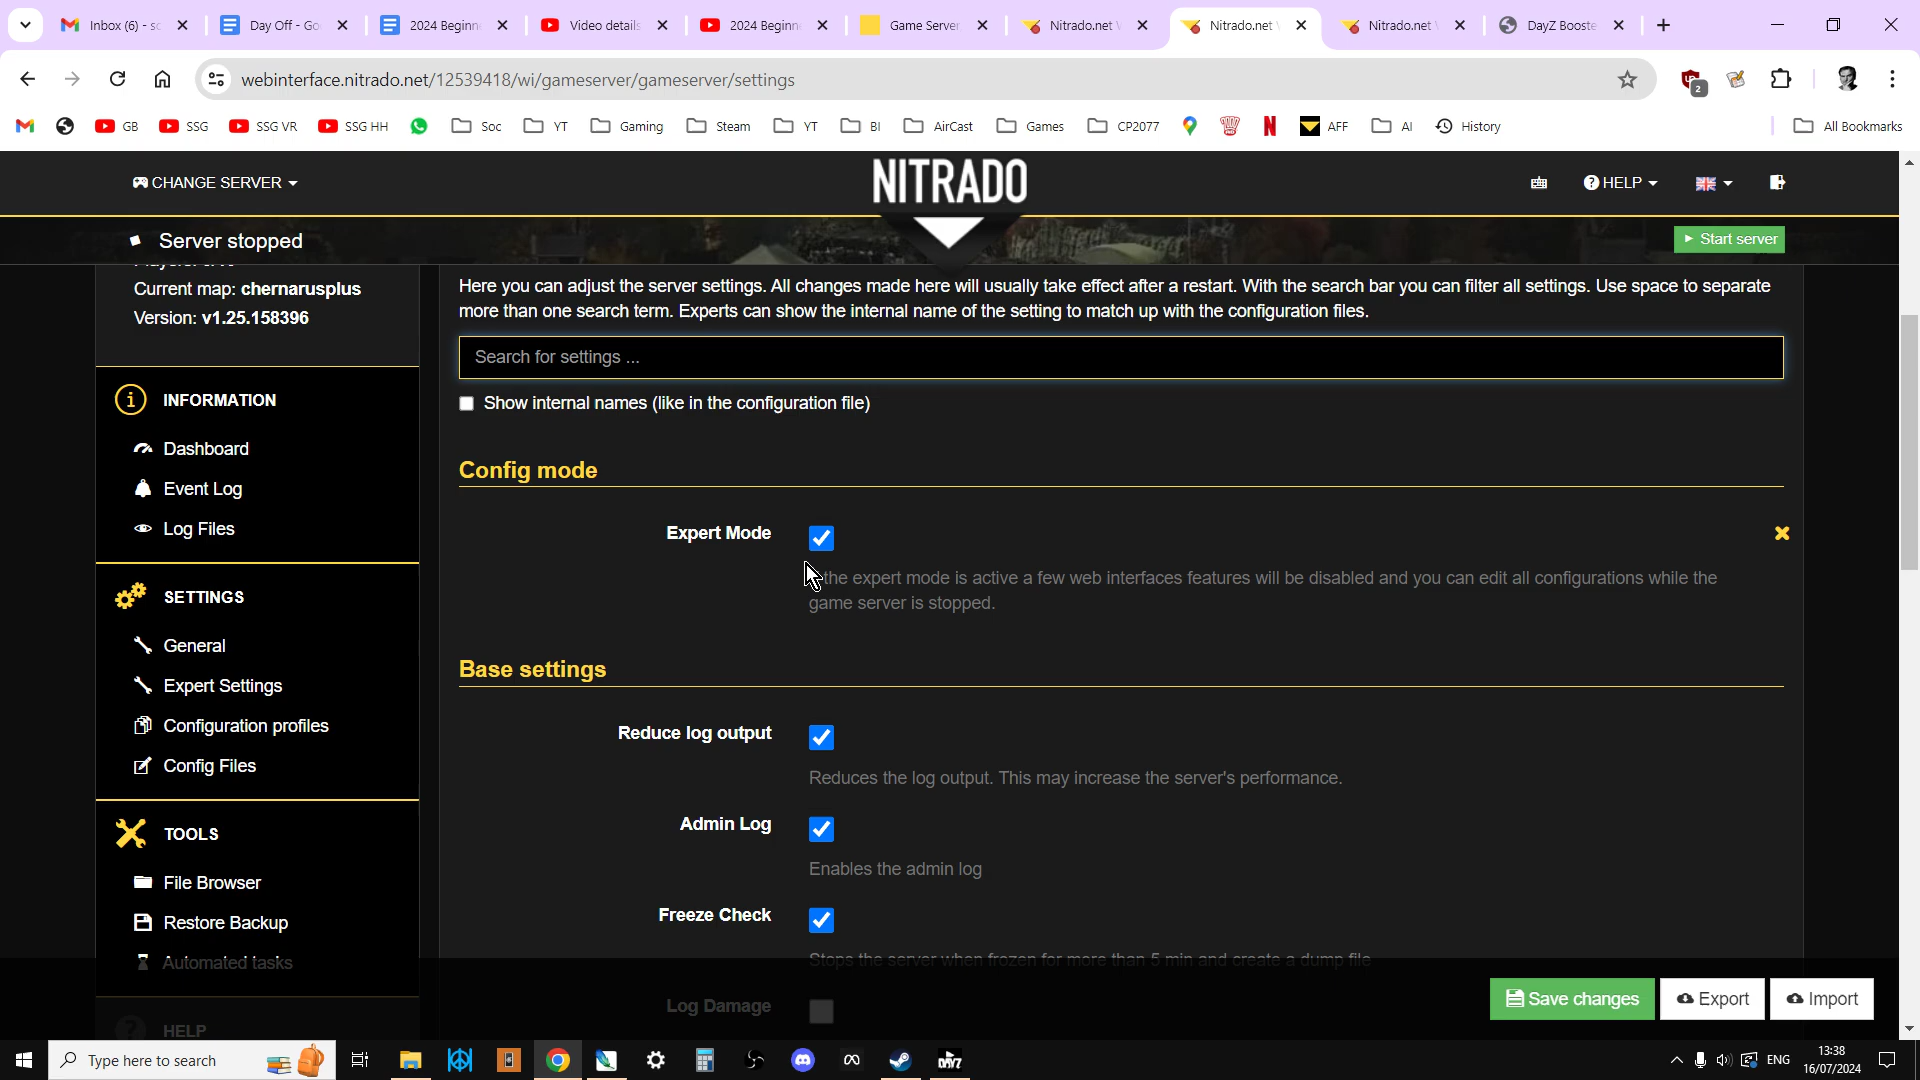 Inbox (6) - sc
Day Off - Go
2024 Beginn
Video details
2024 Beginn
Game Server
Nitrado.net
Nitrado.net
Nitrado.net
DayZ Booste
webinterface.nitrado.net/12539418/wi/gameserver/gameserver/settings
2
GB
SSG
SSG VR
SSG HH
Soc
YT
Gaming
Steam
YT
BI
AirCast
Games
CP2077
AFF
AI
History
All Bookmarks
CHANGE SERVER
NITRADO
HELP
Server stopped
Start server
Current map: chernarusplus
Version: v1.25.158396
INFORMATION
Dashboard
Event Log
Log Files
SETTINGS
General
Expert Settings
Configuration profiles
Config Files
TOOLS
File Browser
Restore Backup
Automated tasks
HELP
Here you can adjust the server settings. All changes made here will usually take effect after a restart. With the search bar you can filter all settings. Use space to separate
more than one search term. Experts can show the internal name of the setting to match up with the configuration files.
Search for settings ...
Show internal names (like in the configuration file)
Config mode
Expert Mode
the expert mode is active a few web interfaces features will be disabled and you can edit all configurations while the
game server is stopped.
Base settings
Reduce log output
Reduces the log output. This may increase the server's performance.
Admin Log
Enables the admin log
Freeze Check
Stops the server when frozen for more than 5 min and create a dump file
Log Damage
Save changes
Export
Import
Type here to search
DAYZ
ENG
13:38
16/07/2024